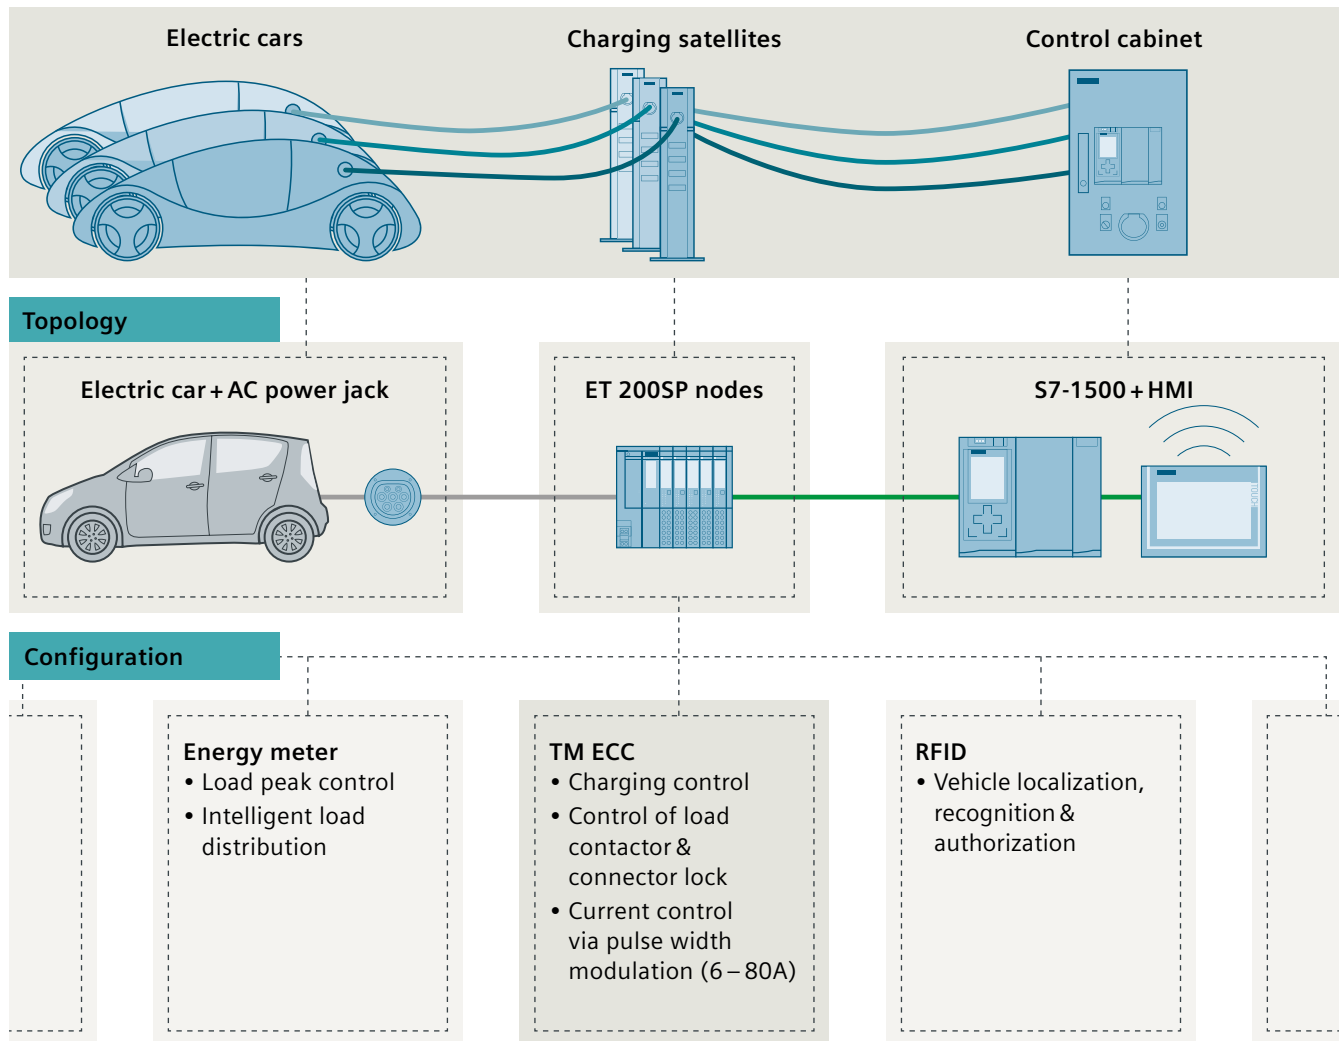 Electric cars
Charging satellites
Control cabinet
Topology
Electric car + AC power jack
ET 200SP nodes
S7-1500 + HMI
TOUCH
Configuration
Energy meter
• Load peak control
• Intelligent load
distribution
TM ECC
• Charging control
• Control of load
contactor &
connector lock
• Current control
via pulse width
modulation (6 – 80A)
RFID
• Vehicle localization,
recognition &
authorization